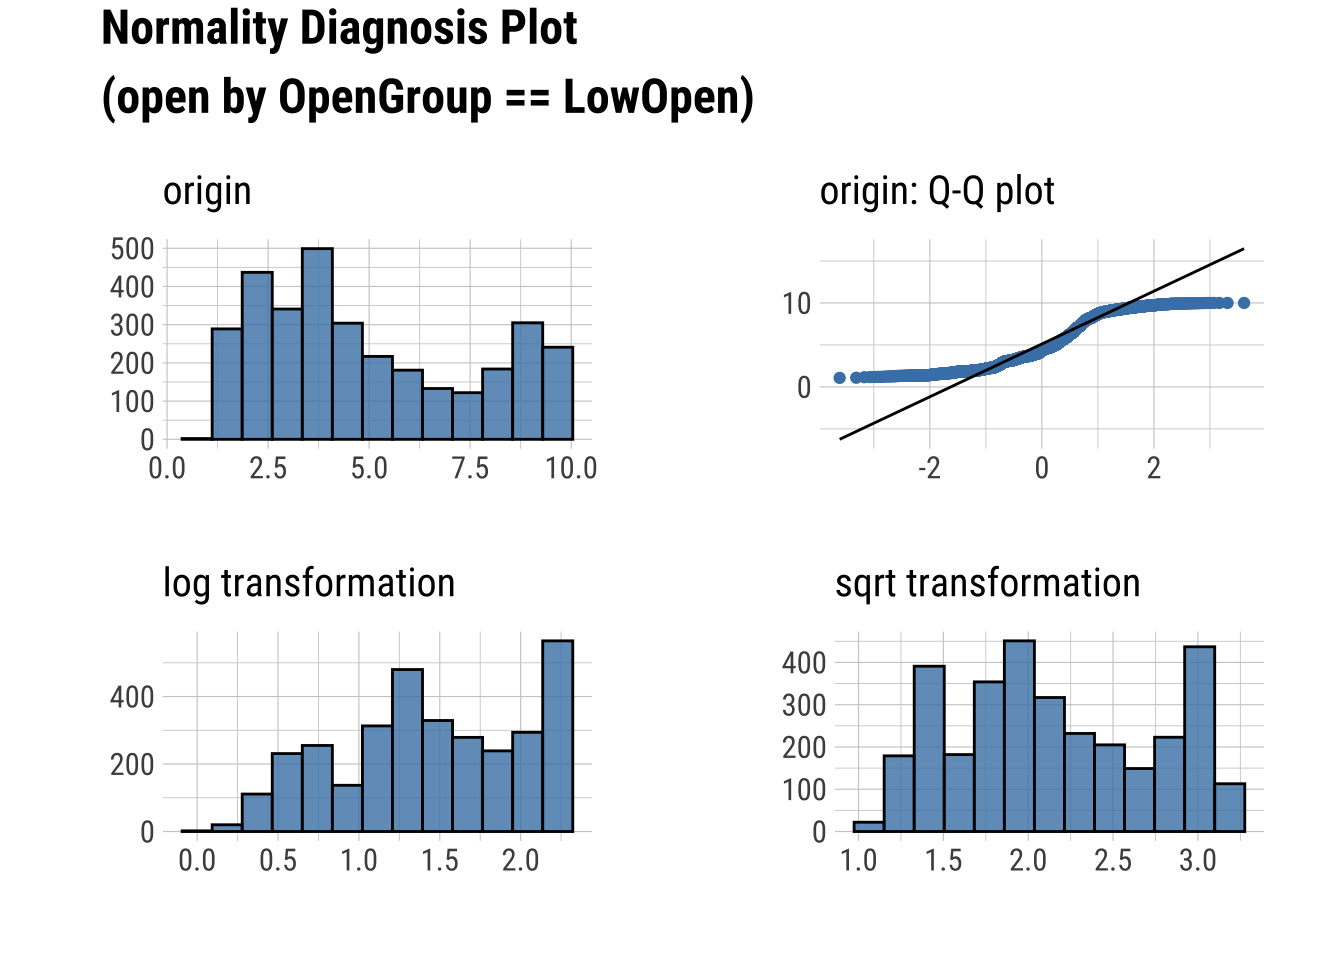 Normality Diagnosis Plot
(open by OpenGroup == LowOpen)
origin
500
400
300
200
100
0
0.0 2.5 5.0 7.5 10.0
origin: Q-Q plot
10
0
-2 0 2
log transformation
400
200
0
0.0 0.5 1.0 1.5 2.0
sqrt transformation
400
300
200
100
0
1.0 1.5 2.0 2.5 3.0